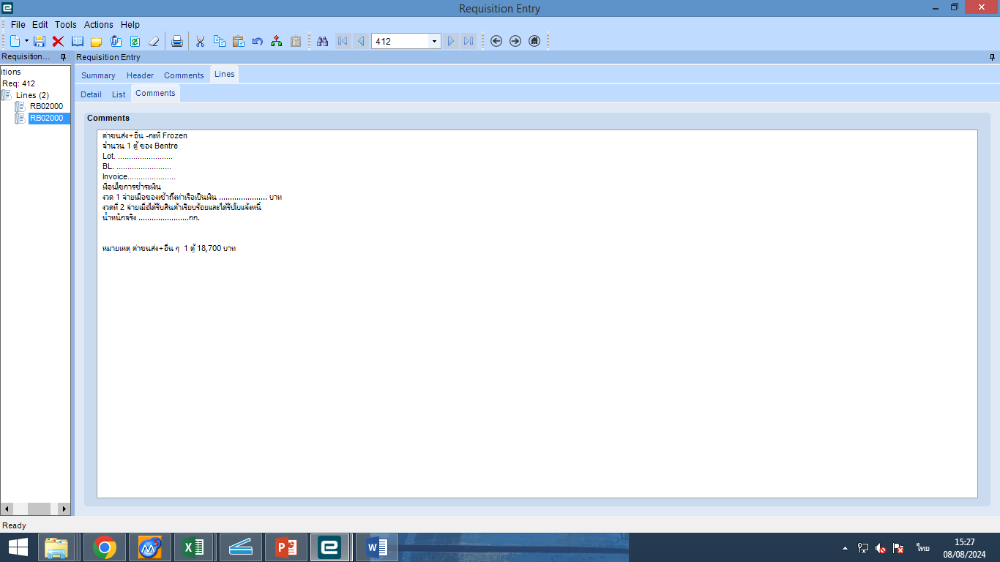 Requisition Entry
File Edit Tools Actions Help
412
Requisition... Requisition Entry
itions
Req: 412
Lines (2)
RB02000
RB02000
Summary Header Comments Lines
Detail List Comments
Comments
ค่าขนส่ง+อื่น -กะทิ Frozen
จำนวน 1 ตู้ ของ Bentre
Lot. .........................
BL. .........................
Invoice......................
เงื่อนไขการชำระเงิน
งวด 1 จ่ายเมื่อของเข้าถึงท่าเรือเป็นเงิน ...................... บาท
งวดที่ 2 จ่ายเมื่อได้รับสินค้าเรียบร้อยและได้รับใบแจ้งหนี้
น้ำหนักจริง .......................กก.
หมายเหตุ ค่าขนส่ง+อื่น ๆ 1 ตู้ 18,700 บาท
Ready
ไทย
15:27
08/08/2024